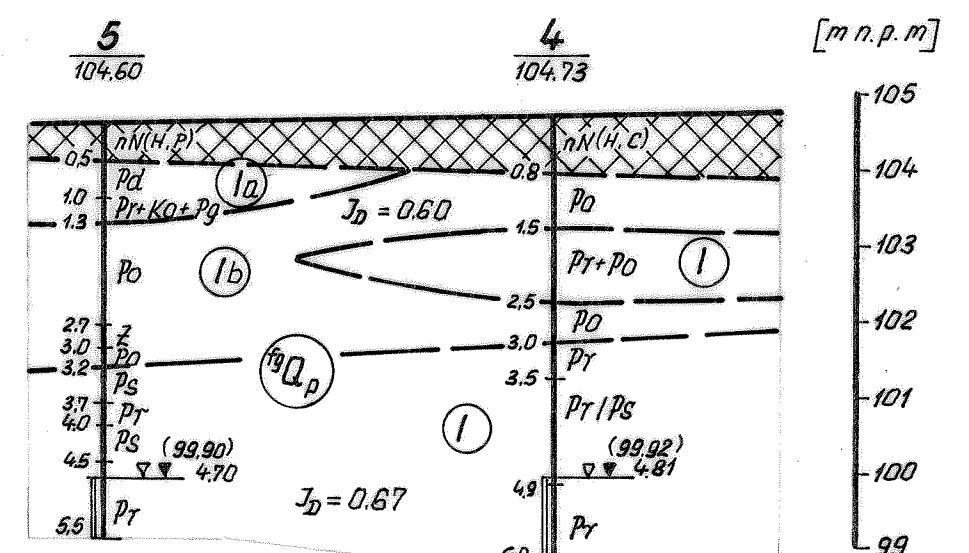 5
104.60
4
104.73
[m n.p.m]
105
104
103
102
101
100
99
nN(H,P)
0,5
Pd
Ia
1.0
Pr+Ko+Pg
1.3
Po
Ib
2.7
Z
3.0
Po
3.2
Ps
3.7
Pr
4.0
Ps
4.5
(99,90)
4.70
Pr
5.5
nN(H,C)
0.8
Po
ID = 0.60
1.5
Pr+Po
I
2,5
Po
3,0
Pr
3,5
Pr/Ps
fgQp
I
(99.92)
4.81
4,9
Pr
ID = 0.67